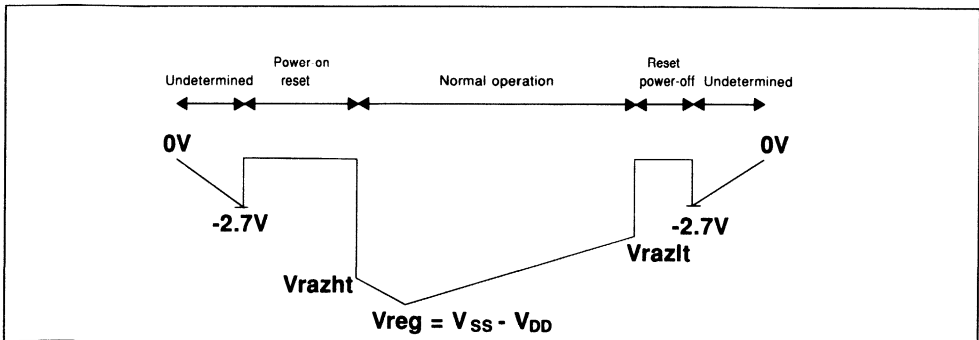 Power-on
reset
Reset
power-off
Undetermined
Normal operation
Undetermined
0V
0V
-2.7V
-2.7V
Vrazht
Vrazlt
Vreg = VSS - VDD